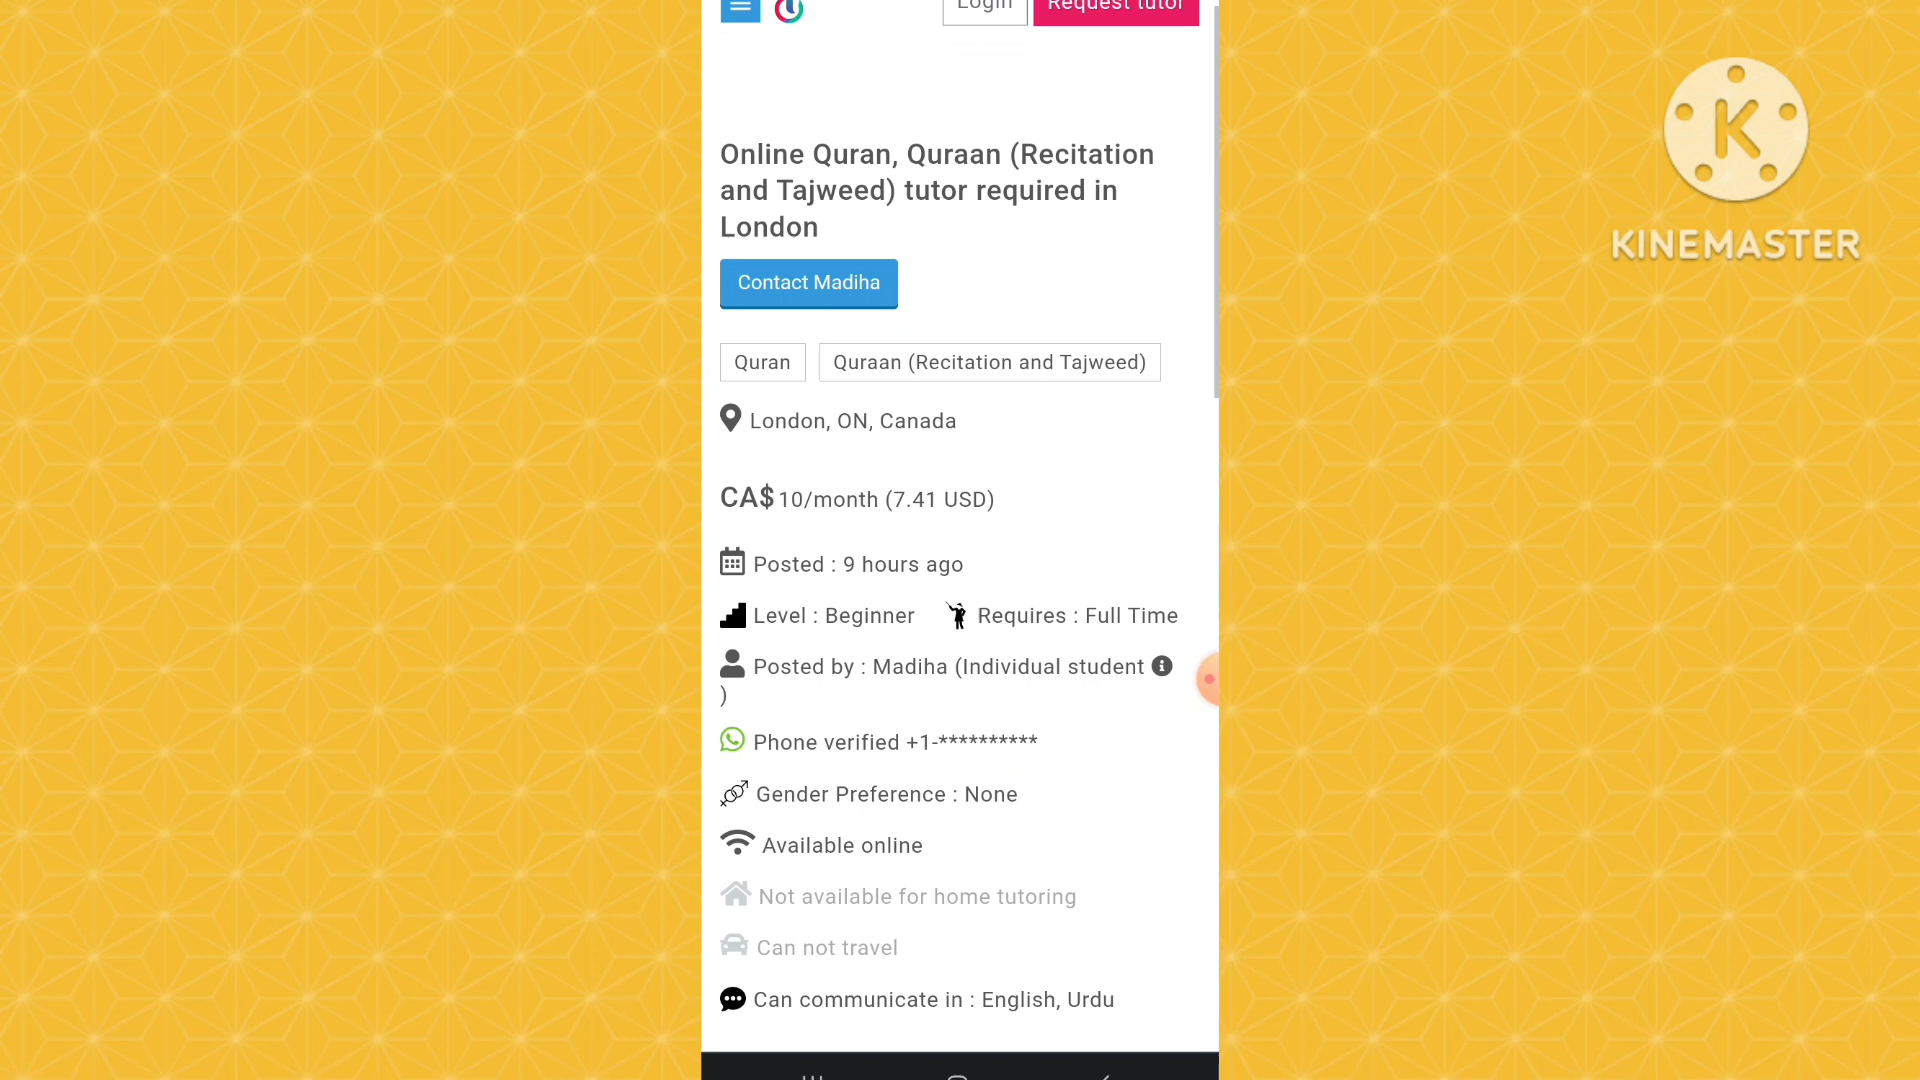 Login
Request tutor
Online Quran, Quraan (Recitation
and Tajweed) tutor required in
London
Contact Madiha
Quran
Quraan (Recitation and Tajweed)
London, ON, Canada
CA$ 10/month (7.41 USD)
Posted : 9 hours ago
Level : Beginner
Requires : Full Time
Posted by : Madiha (Individual student
)
Phone verified +1-**********
Gender Preference : None
Available online
Not available for home tutoring
Can not travel
Can communicate in : English, Urdu
K
KINEMASTER